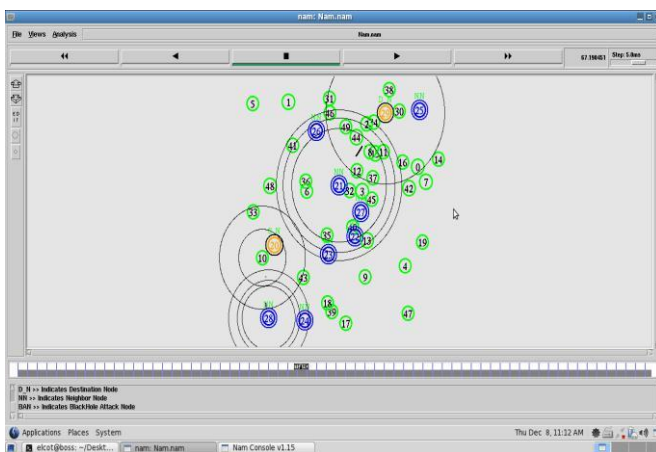 nam: Nam.nam
File Views Analysis Nam.nam
67.198451 Step: 5.0ms
38
31
5 1
46 30 25
49 2
26 44
41 8 11
16 0 14
12
36 37 7
48 21 42
6 32 3
45
33 27
35 13 19
10 23
4
43 9
18
28 24 39 47
17
D_N >> Indicates Destination Node
NN >> Indicates Neighbor Node
BAN >> Indicates BlackHole Attack Node
Applications Places System Thu Dec 8, 11:12 AM
elcot@boss: ~/Deskt... nam: Nam.nam Nam Console v1.15